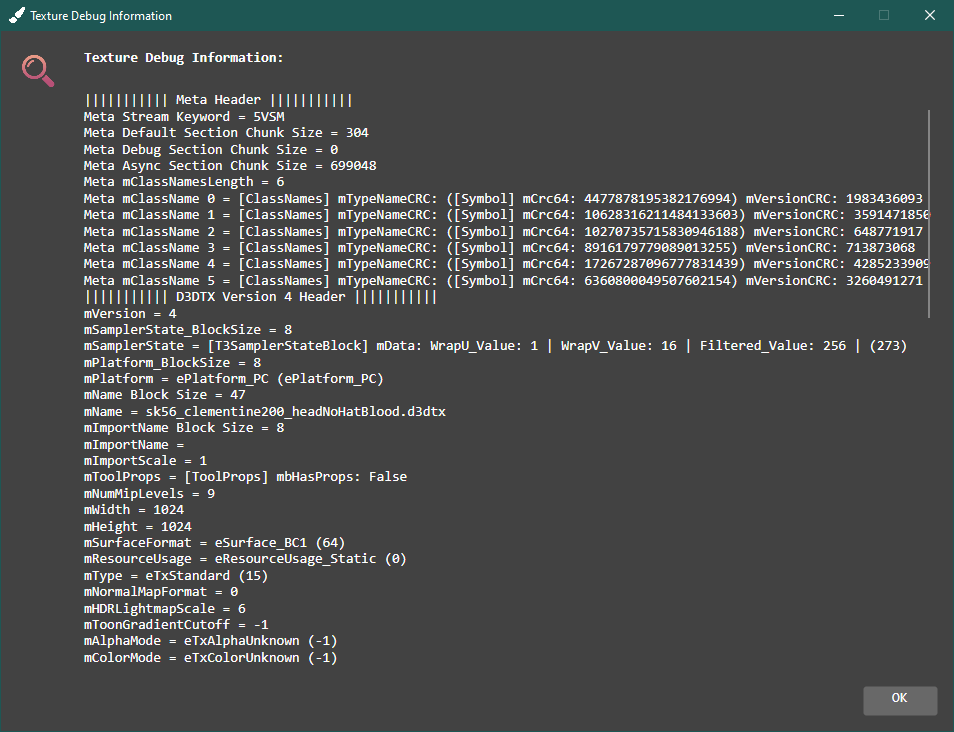 Texture Debug Information
Texture Debug Information:
||||||||||| Meta Header |||||||||||
Meta Stream Keyword = 5VSM
Meta Default Section Chunk Size = 304
Meta Debug Section Chunk Size = 0
Meta Async Section Chunk Size = 699048
Meta mClassNamesLength = 6
Meta mClassName 0 = [ClassNames] mTypeNameCRC: ([Symbol] mCrc64: 4477878195382176994) mVersionCRC: 1983436093
Meta mClassName 1 = [ClassNames] mTypeNameCRC: ([Symbol] mCrc64: 10628316211484133603) mVersionCRC: 3591471850
Meta mClassName 2 = [ClassNames] mTypeNameCRC: ([Symbol] mCrc64: 10270735715830946188) mVersionCRC: 648771917
Meta mClassName 3 = [ClassNames] mTypeNameCRC: ([Symbol] mCrc64: 8916179779089013255) mVersionCRC: 713873068
Meta mClassName 4 = [ClassNames] mTypeNameCRC: ([Symbol] mCrc64: 17267287096777831439) mVersionCRC: 4285233909
Meta mClassName 5 = [ClassNames] mTypeNameCRC: ([Symbol] mCrc64: 6360800049507602154) mVersionCRC: 3260491271
||||||||||| D3DTX Version 4 Header |||||||||||
mVersion = 4
mSamplerState_BlockSize = 8
mSamplerState = [T3SamplerStateBlock] mData: WrapU_Value: 1 | WrapV_Value: 16 | Filtered_Value: 256 | (273)
mPlatform_BlockSize = 8
mPlatform = ePlatform_PC (ePlatform_PC)
mName Block Size = 47
mName = sk56_clementine200_headNoHatBlood.d3dtx
mImportName Block Size = 8
mImportName =
mImportScale = 1
mToolProps = [ToolProps] mbHasProps: False
mNumMipLevels = 9
mWidth = 1024
mHeight = 1024
mSurfaceFormat = eSurface_BC1 (64)
mResourceUsage = eResourceUsage_Static (0)
mType = eTxStandard (15)
mNormalMapFormat = 0
mHDRLightmapScale = 6
mToonGradientCutoff = -1
mAlphaMode = eTxAlphaUnknown (-1)
mColorMode = eTxColorUnknown (-1)
OK